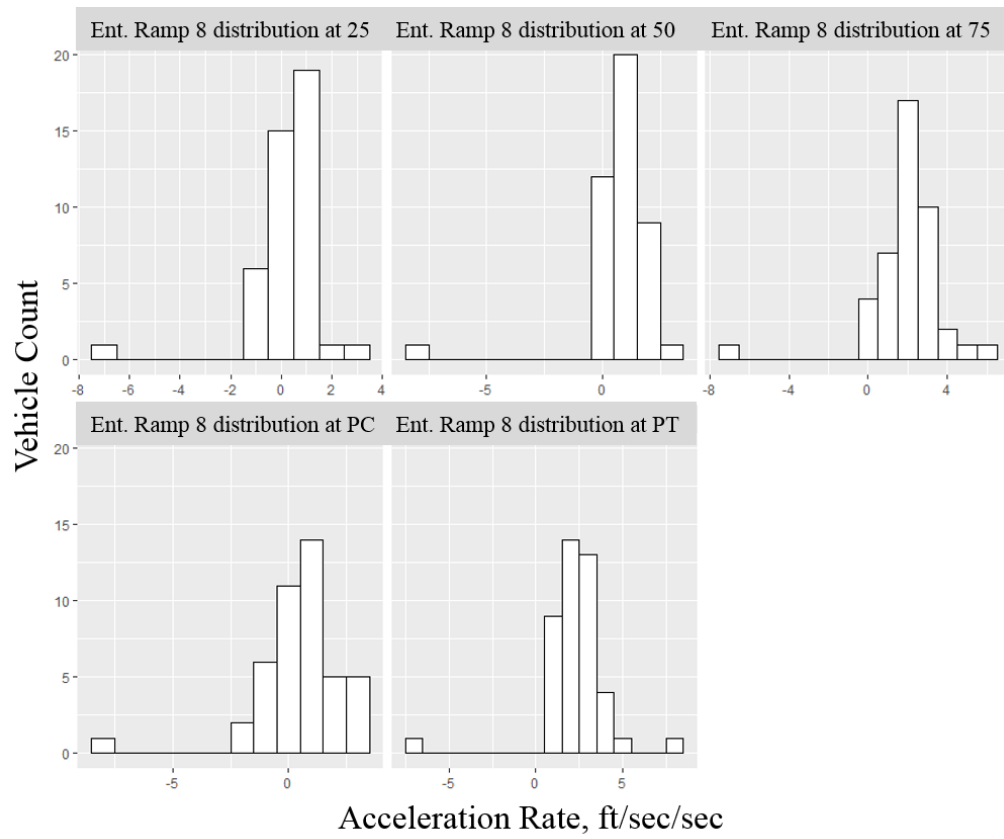 Ent. Ramp 8 distribution at 25 Ent. Ramp 8 distribution at 50 Ent. Ramp 8 distribution at 75
20
15
10
5
0
-8 -6 -4 -2 0 2 4 -5 0 -8 -4 0 4
Ent. Ramp 8 distribution at PC Ent. Ramp 8 distribution at PT
20
15
10
5
0
-5 0 -5 0 5
Vehicle Count
Acceleration Rate, ft/sec/sec